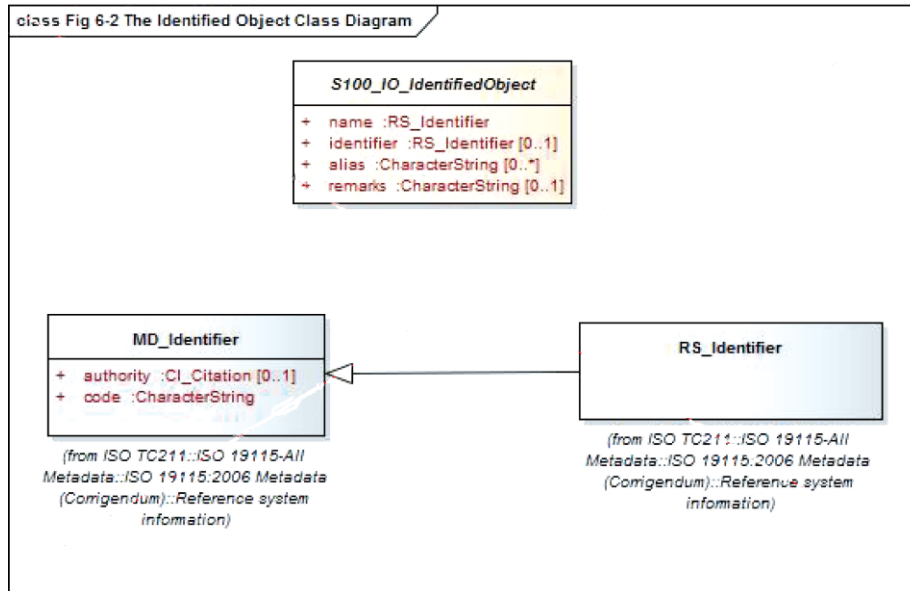 class Fig 6-2 The Identified Object Class Diagram
S100_IO_IdentifiedObject
+ name :RS_Identifier
+ identifier :RS_Identifier [0..1]
+ alias :CharacterString [0..*]
+ remarks :CharacterString [0..1]
MD_Identifier
+ authority :CI_Citation [0..1]
+ code :CharacterString
(from ISO TC211::ISO 19115-All
Metadata::ISO 19115:2006 Metadata
(Corrigendum)::Reference system
information)
RS_Identifier
(from ISO TC211::ISO 19115-All
Metadata::ISO 19115:2006 Metadata
(Corrigendum)::Reference system
information)